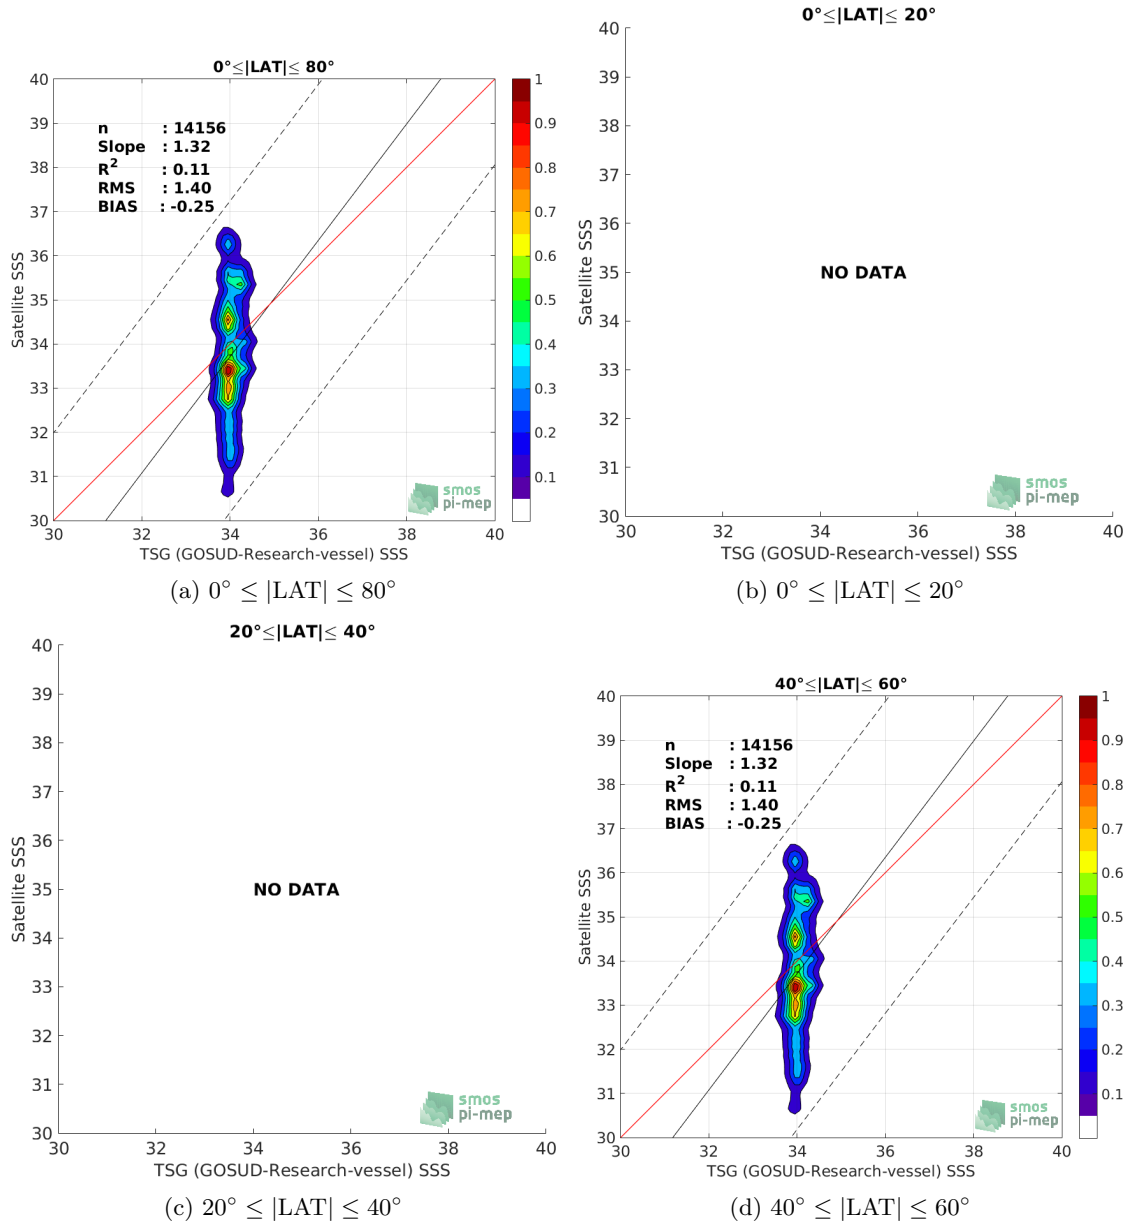 0°≤|LAT|≤ 80°
n : 14156
Slope : 1.32
R² : 0.11
RMS : 1.40
BIAS : -0.25
40
39
38
37
36
35
34
33
32
31
30
Satellite SSS
30 32 34 36 38 40
TSG (GOSUD-Research-vessel) SSS
1
0.9
0.8
0.7
0.6
0.5
0.4
0.3
0.2
0.1
smos
pi-mep
(a) 0° ≤ |LAT| ≤ 80°
0°≤|LAT|≤ 20°
40
39
38
37
36
35
34
33
32
31
30
Satellite SSS
NO DATA
smos
pi-mep
30 32 34 36 38 40
TSG (GOSUD-Research-vessel) SSS
(b) 0° ≤ |LAT| ≤ 20°
20°≤|LAT|≤ 40°
40
39
38
37
36
35
34
33
32
31
30
Satellite SSS
NO DATA
smos
pi-mep
30 32 34 36 38 40
TSG (GOSUD-Research-vessel) SSS
(c) 20° ≤ |LAT| ≤ 40°
40°≤|LAT|≤ 60°
n : 14156
Slope : 1.32
R² : 0.11
RMS : 1.40
BIAS : -0.25
40
39
38
37
36
35
34
33
32
31
30
Satellite SSS
30 32 34 36 38 40
TSG (GOSUD-Research-vessel) SSS
1
0.9
0.8
0.7
0.6
0.5
0.4
0.3
0.2
0.1
smos
pi-mep
(d) 40° ≤ |LAT| ≤ 60°